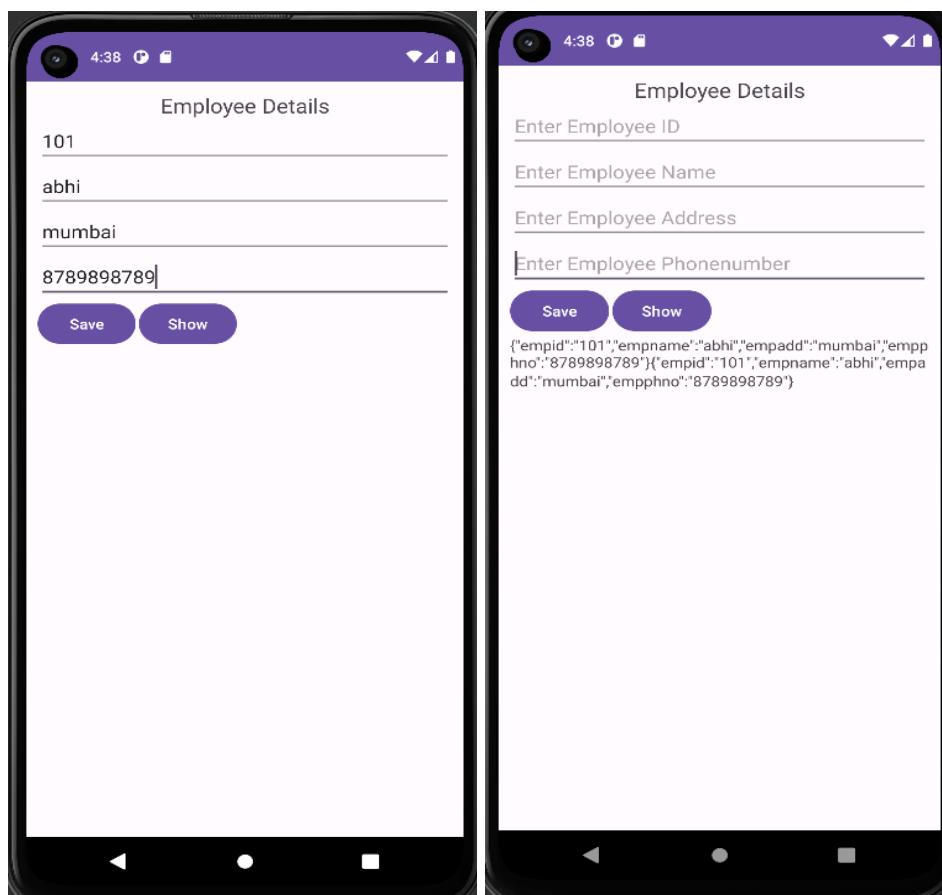 4:38
Employee Details
101
abhi
mumbai
8789898789
Save Show
4:38
Employee Details
Enter Employee ID
Enter Employee Name
Enter Employee Address
Enter Employee Phonenumber
Save Show
{"empid":"101","empname":"abhi","empadd":"mumbai","empp
hno":"8789898789"}{"empid":"101","empname":"abhi","empa
dd":"mumbai","empphno":"8789898789"}